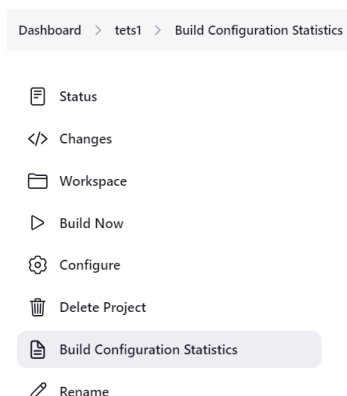 Dashboard > tets1 > Build Configuration Statistics
Status
Changes
Workspace
Build Now
Configure
Delete Project
Build Configuration Statistics
Rename